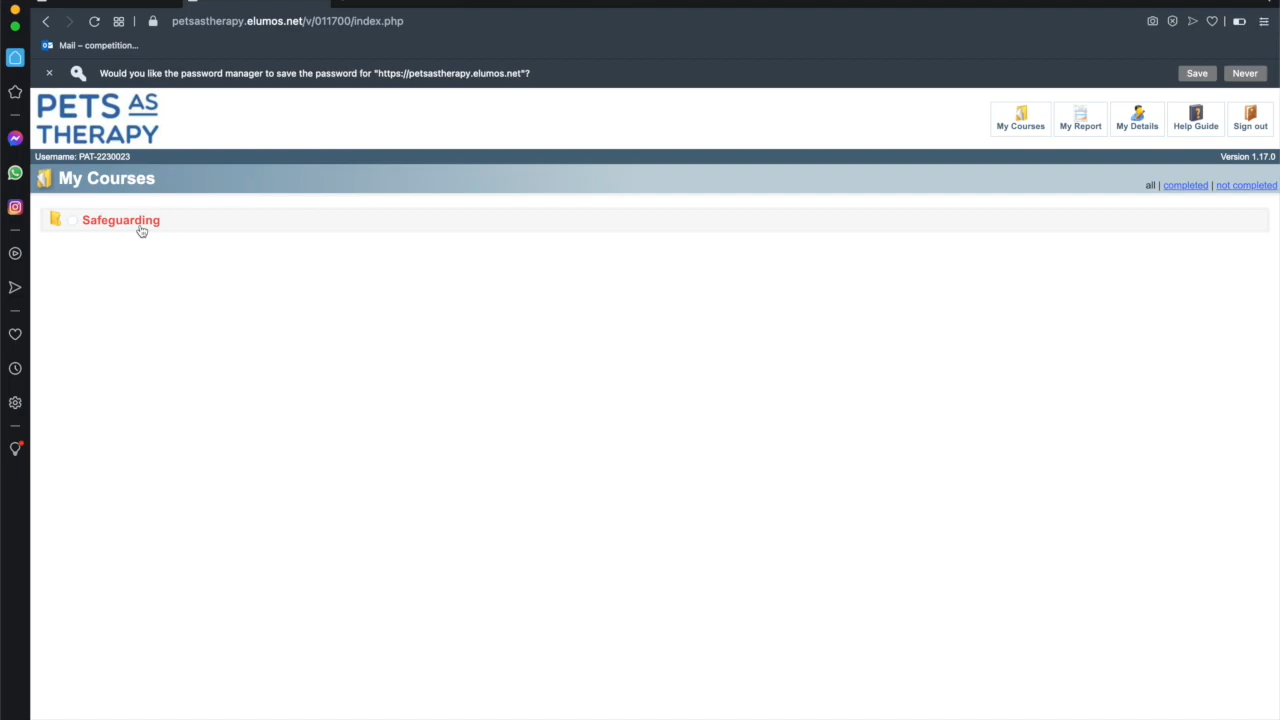 petsastherapy.elumos.net/v/011700/index.php
Mail – competition...
Would you like the password manager to save the password for "https://petsastherapy.elumos.net"?
Save
Never
PETS AS
THERAPY
My Courses
My Report
My Details
Help Guide
Sign out
Username: PAT-2230023
Version 1.17.0
My Courses
all | completed | not completed
Safeguarding